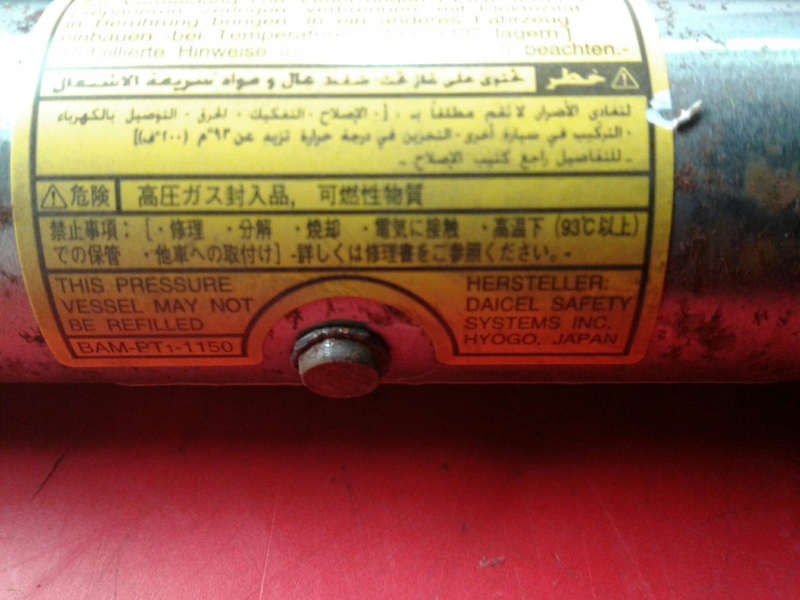 in Berührung bringen in ein anderes Fahrzeug
einbauen bei Temperaturen lagern.]
Detaillierte Hinweise beachten.-
خطر تحتوى على غاز تحت ضغط عال و مواد سريعة الاشتعال
لتفادى الأضرار لا تقم مطلقاً بـ . [ · الإصلاح · التفكيك · الحرق · التوصيل بالكهرباء
· التركيب في سيارة أخرى · التخزين في درجة حرارة تزيد عن ٩٣°م (٢٠٠°ف)]
ـ للتفاصيل راجع كتيب الإصلاح ـ
危険 高圧ガス封入品, 可燃性物質
禁止事項: [・修理 ・分解 ・焼却 ・電気に接触 ・高温下 (93℃以上)
での保管 ・他車への取付け] -詳しくは修理書をご参照ください。-
THIS PRESSURE
VESSEL MAY NOT
BE REFILLED
BAM-PT1-1150
HERSTELLER:
DAICEL SAFETY
SYSTEMS INC.
HYOGO, JAPAN